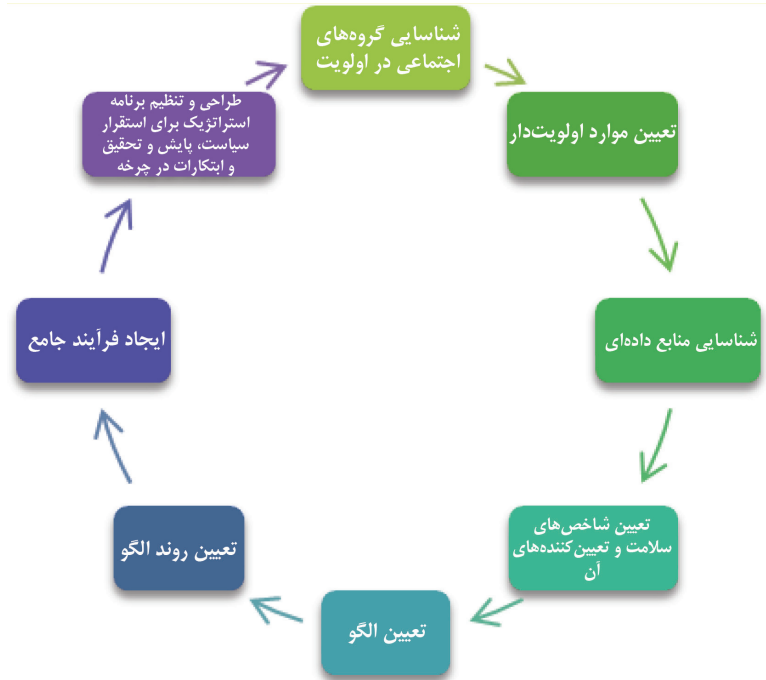 شناسایی گروه‌های
اجتماعی در اولویت
تعیین موارد اولویت‌دار
شناسایی منابع داده‌ای
تعیین شاخص‌های
سلامت و تعیین‌کننده‌های
آن
تعیین الگو
تعیین روند الگو
ایجاد فرآیند جامع
طراحی و تنظیم برنامه
استراتژیک برای استقرار
سیاست، پایش و تحقیق
و ابتکارات در چرخه